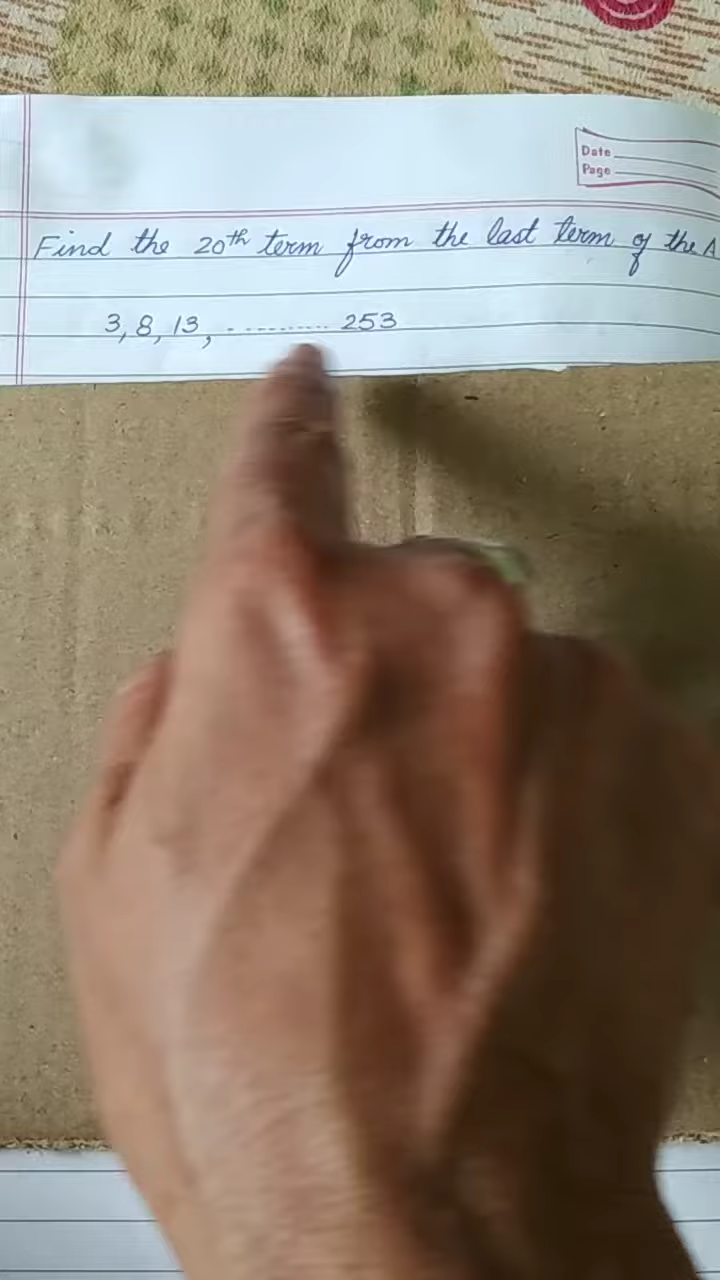 Date
Page
Find the 20th term from the last term of the A
3, 8, 13, .......... 253